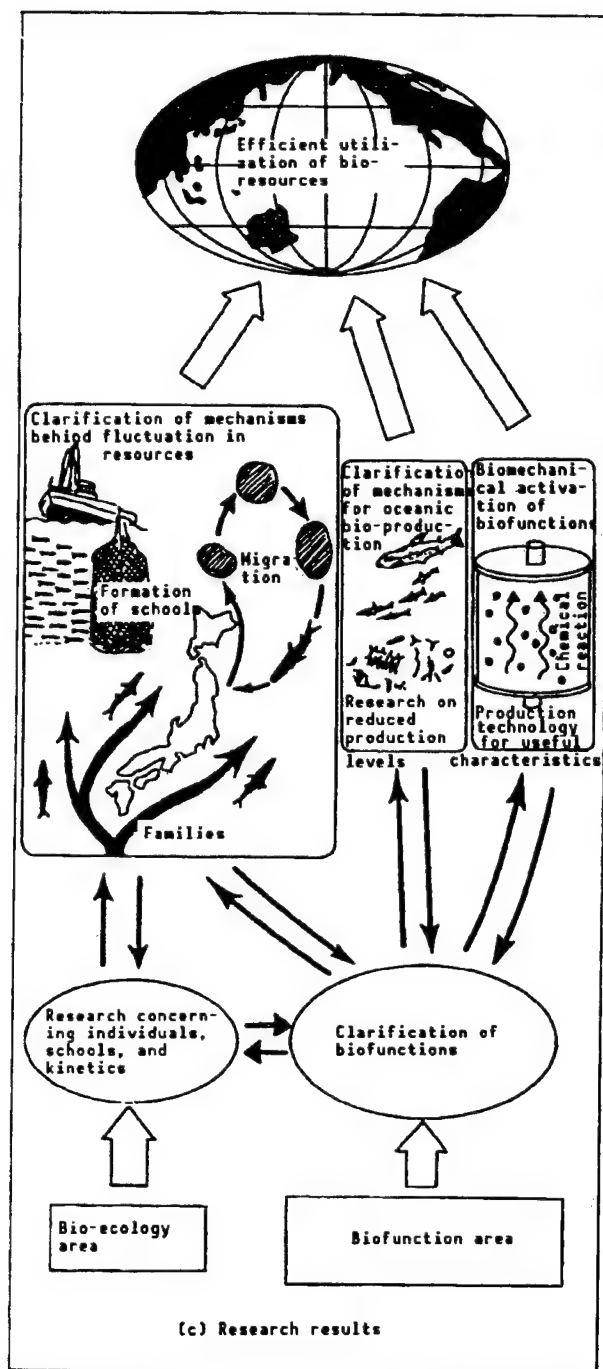 Efficient utili-
zation of bio-
resources
Clarification of mechanisms
behind fluctuation in
resources
Migra-
tion
Formation
of school
Families
Clarification
of mechanisms
for oceanic
bio-produc-
tion
Research on
reduced
production
levels
Biomechani-
cal activa-
tion of
biofunctions
Chemical
reaction
Production
technology
for useful
characteristics
Research concern-
ing individuals,
schools, and
kinetics
Clarification of
biofunctions
Bio-ecology
area
Biofunction area
(c) Research results